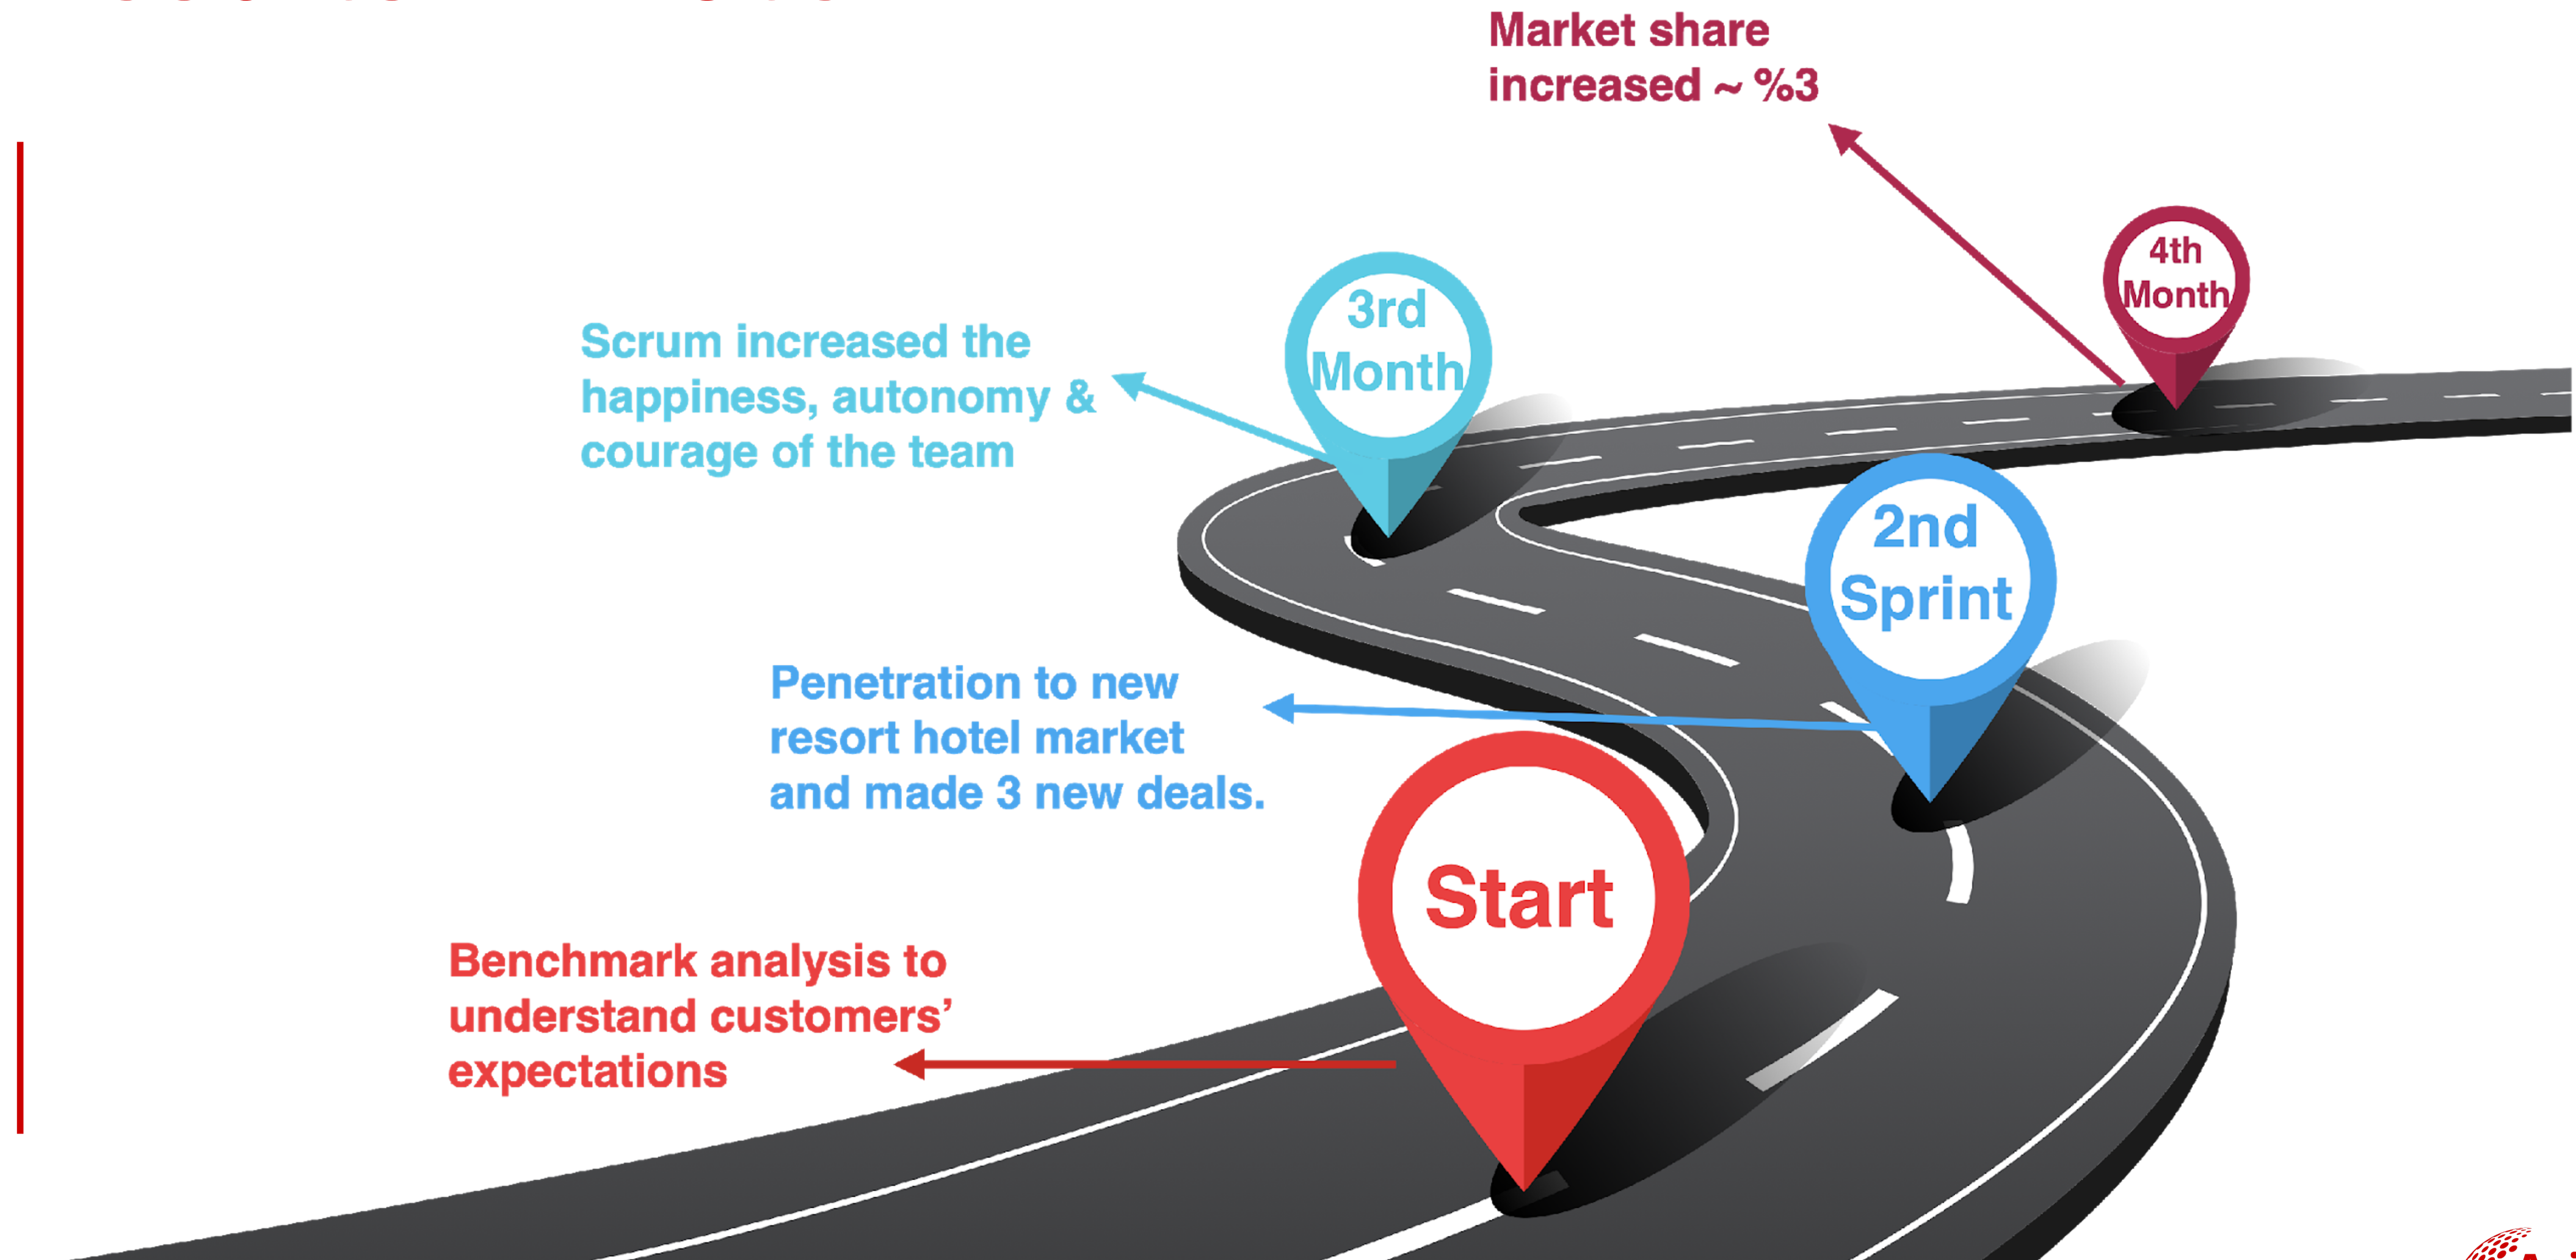 Market share
increased ~ %3
4th
Month
3rd
Month
Scrum increased the
happiness, autonomy &
courage of the team
2nd
Sprint
Penetration to new
resort hotel market
and made 3 new deals.
Start
Benchmark analysis to
understand customers’
expectations